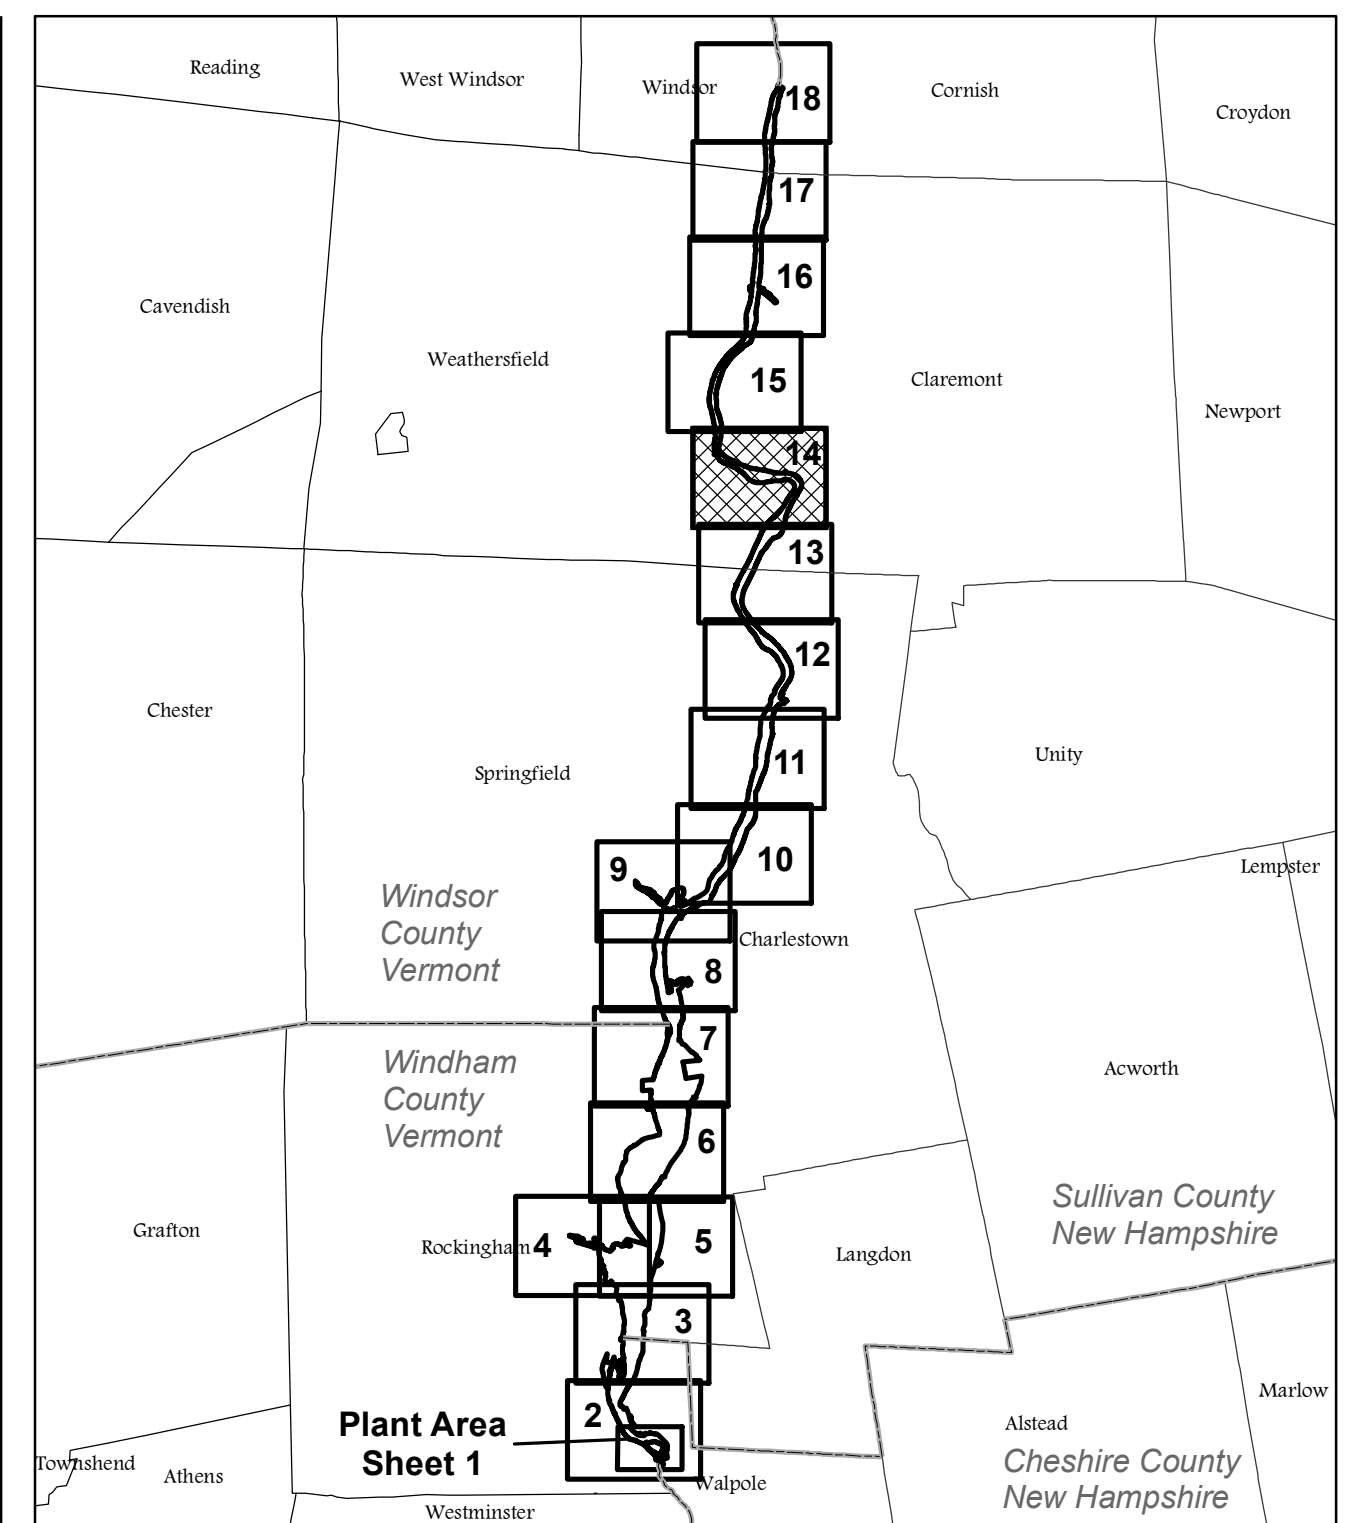 Reading
West Windsor
Windsor
18
Cornish
Croydon
17
16
Cavendish
Weathersfield
15
Claremont
Newport
14
13
12
Chester
Springfield
11
Unity
10
9
Lempster
Windsor
County
Vermont
Charlestown
8
7
Windham
County
Vermont
Acworth
6
Sullivan County
New Hampshire
Grafton
Rockingham
4
5
Langdon
3
Marlow
2
Plant Area
Sheet 1
Alstead
Cheshire County
New Hampshire
Townshend
Athens
Walpole
Westminster